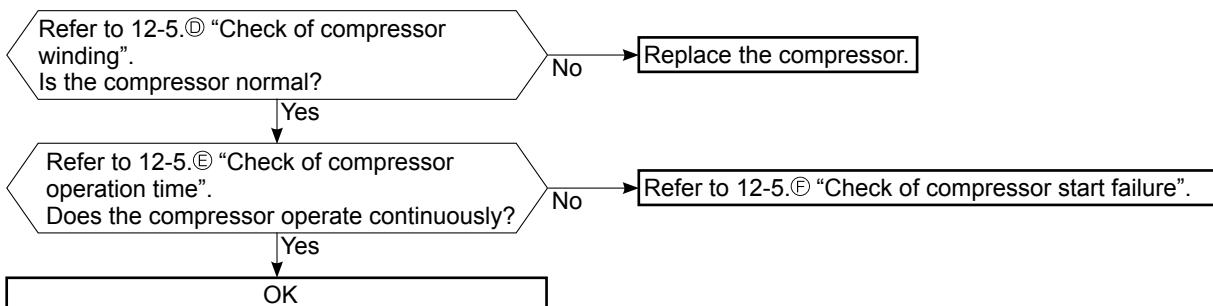 Refer to 12-5.Ⓓ “Check of compressor
winding”.
Is the compressor normal?
No
Replace the compressor.
Yes
Refer to 12-5.Ⓔ “Check of compressor
operation time”.
Does the compressor operate continuously?
No
Refer to 12-5.Ⓕ “Check of compressor start failure”.
Yes
OK